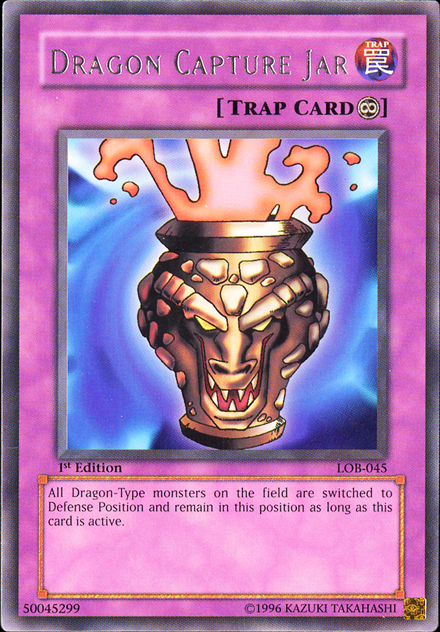 DRAGON CAPTURE JAR
TRAP
罠
[TRAP CARD]
1st Edition
LOB-045
All Dragon-Type monsters on the field are switched to
Defense Position and remain in this position as long as this
card is active.
50045299
©1996 KAZUKI TAKAHASHI